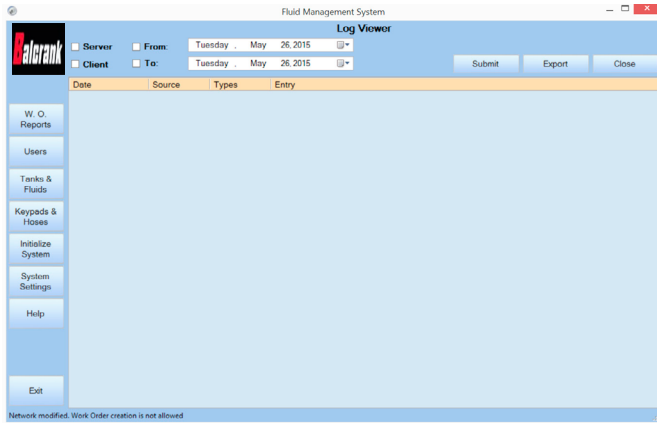 Fluid Management System
Log Viewer
Balcrank
Server From: Tuesday , May 26, 2015
Client To: Tuesday , May 26, 2015
Submit Export Close
Date Source Types Entry
W. O.
Reports
Users
Tanks &
Fluids
Keypads &
Hoses
Initialize
System
System
Settings
Help
Exit
Network modified. Work Order creation is not allowed